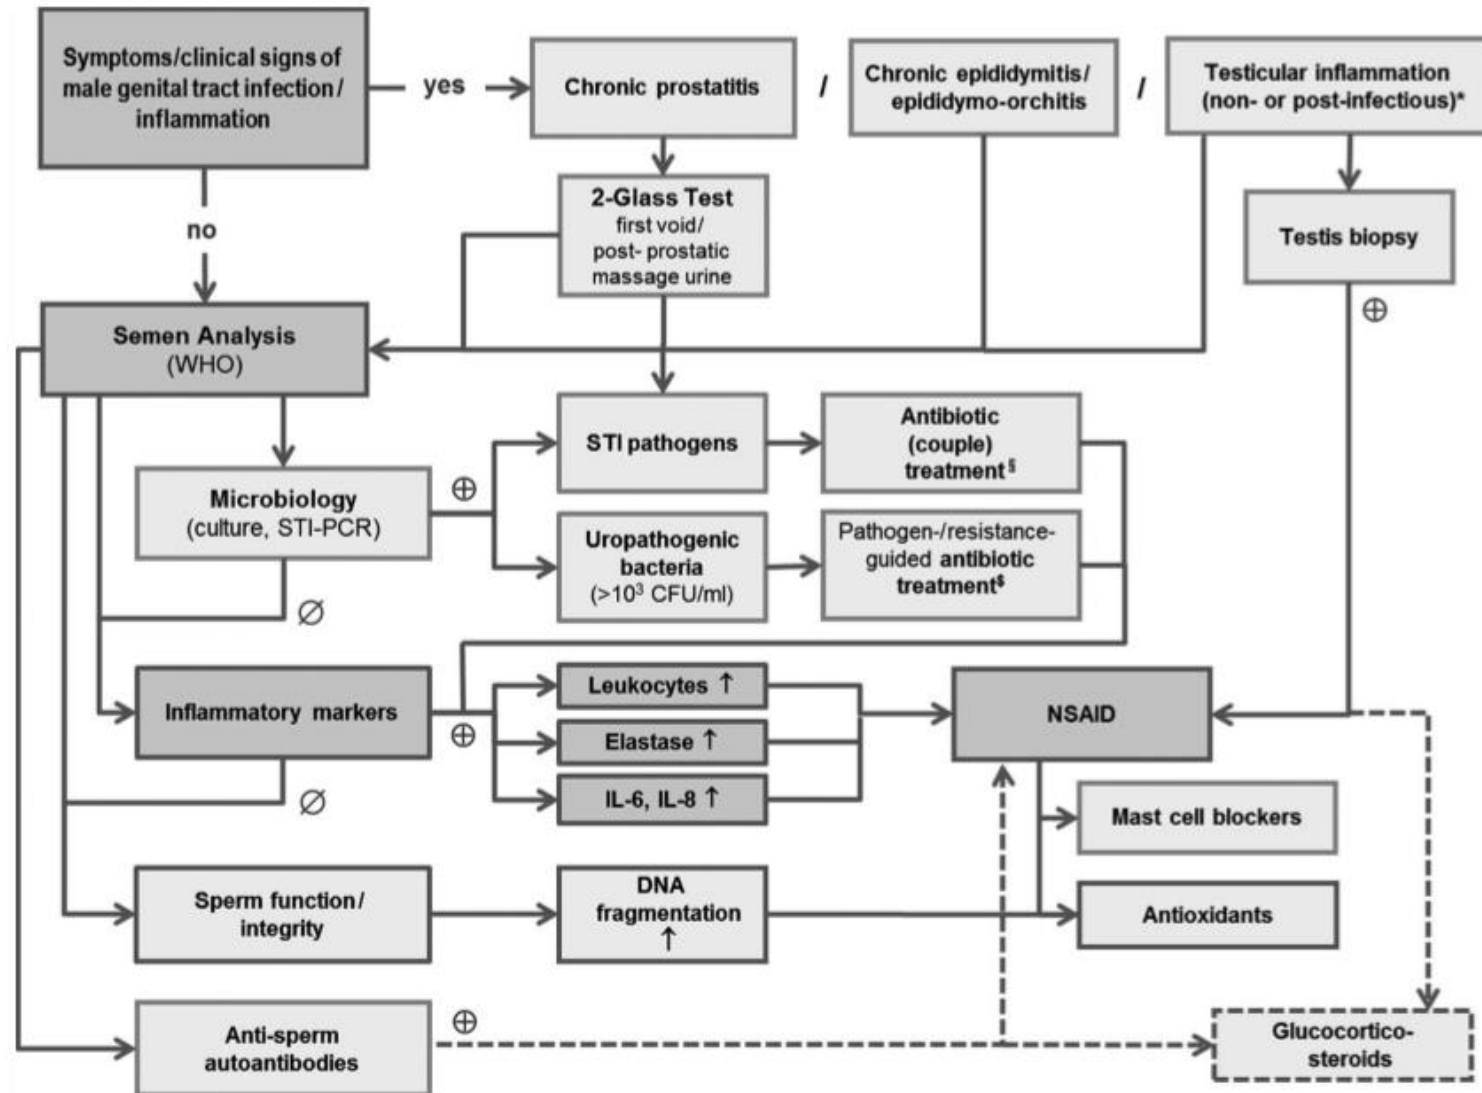 Symptoms/clinical signs of
male genital tract infection/
inflammation
yes
Chronic prostatitis
/
Chronic epididymitis/
epididymo-orchitis
/
Testicular inflammation
(non- or post-infectious)*
no
2-Glass Test
first void/
post- prostatic
massage urine
Testis biopsy
⊕
Semen Analysis
(WHO)
Microbiology
(culture, STI-PCR)
⊕
∅
STI pathogens
Antibiotic
(couple)
treatment§
Uropathogenic
bacteria
(>10³ CFU/ml)
Pathogen-/resistance-
guided antibiotic
treatment$
Inflammatory markers
⊕
∅
Leukocytes ↑
Elastase ↑
IL-6, IL-8 ↑
NSAID
Mast cell blockers
Sperm function/
integrity
DNA
fragmentation
↑
Antioxidants
Anti-sperm
autoantibodies
⊕
Glucocortico-
steroids